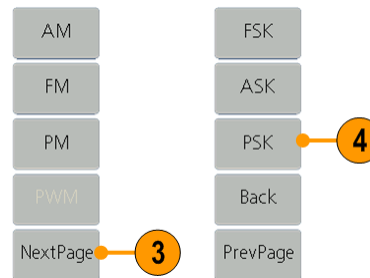 AM
FM
PM
PWM
NextPage
3
FSK
ASK
PSK
4
Back
PrevPage